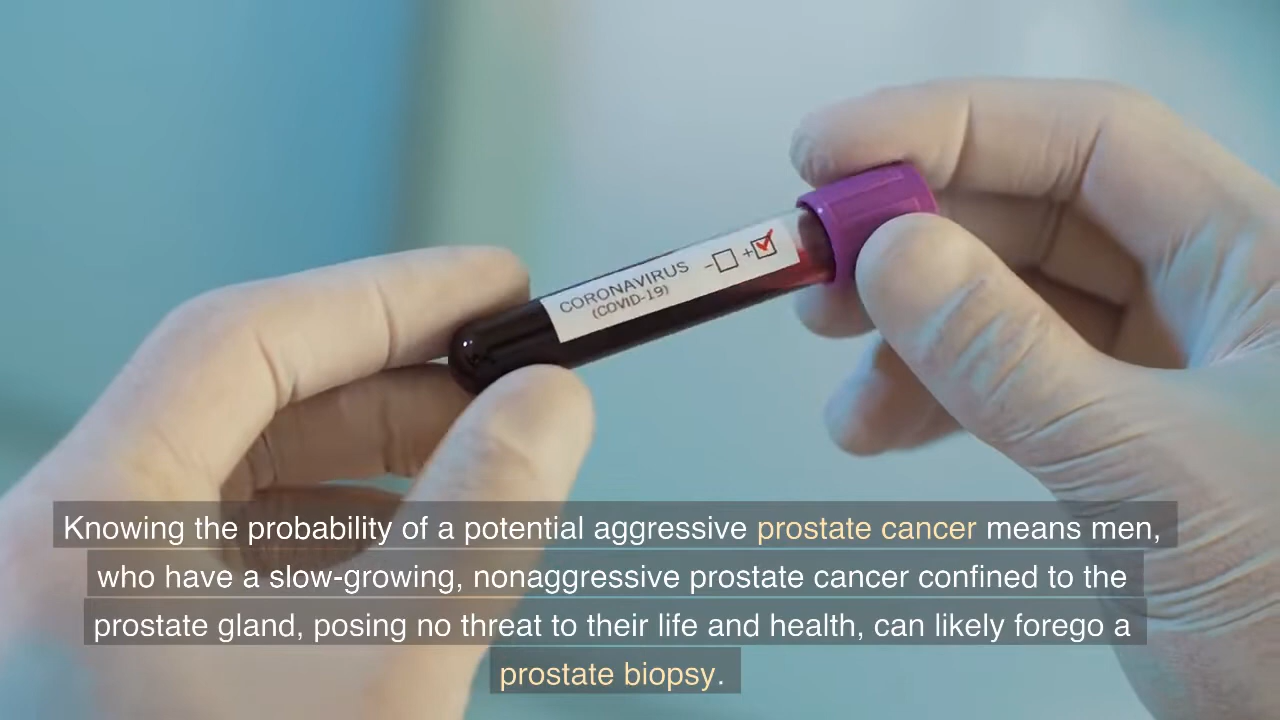 CORONAVIRUS
(COVID-19)
- +
Knowing the probability of a potential aggressive prostate cancer means men,
who have a slow-growing, nonaggressive prostate cancer confined to the
prostate gland, posing no threat to their life and health, can likely forego a
prostate biopsy.